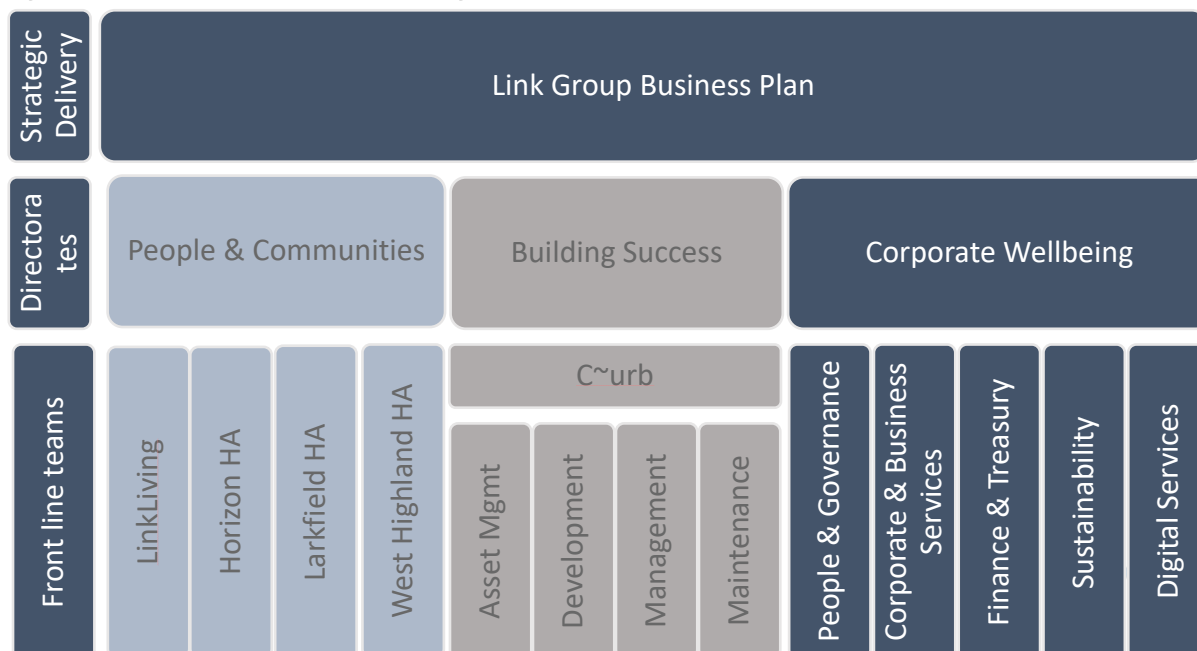 Strategic
Delivery
Link Group Business Plan
Directora
tes
People & Communities
Building Success
Corporate Wellbeing
Front line teams
LinkLiving
Horizon HA
Larkfield HA
West Highland HA
C~urb
Asset Mgmt
Development
Management
Maintenance
People & Governance
Corporate & Business
Services
Finance & Treasury
Sustainability
Digital Services